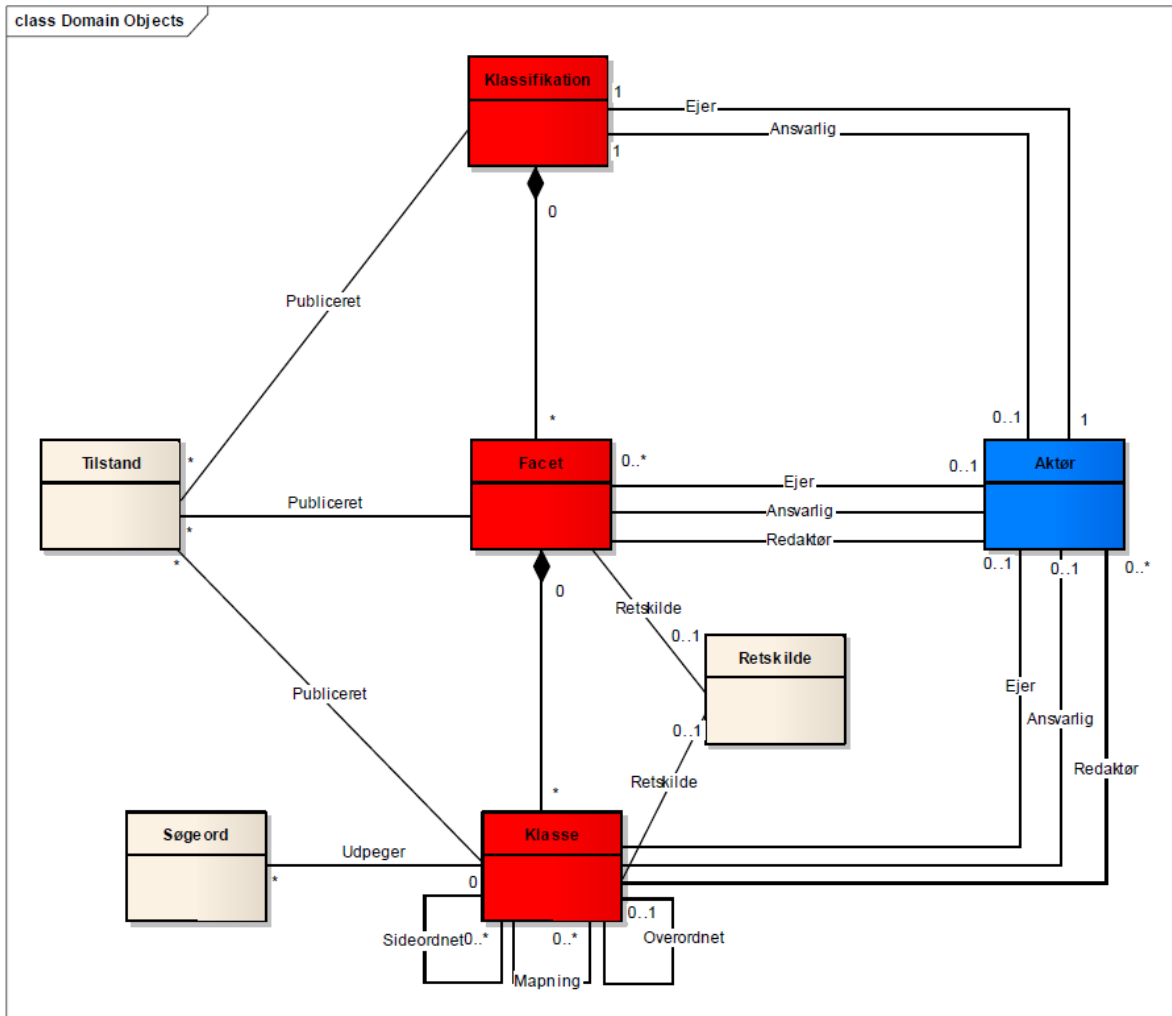 class Domain Objects
Klassifikation
1
Ejer
Ansvarlig
1
0
Publiceret
*
0..1
1
Tilstand
*
Facet
0..*
0..1
Aktør
Ejer
Publiceret
Ansvarlig
*
Redaktør
*
0
0..1
0..1
0..*
Retskilde
0..1
Retskilde
Publiceret
Ejer
Ansvarlig
0..1
Redaktør
Retskilde
*
Søgeord
Klasse
Udpeger
*
0
0..1
Sideordnet
0..*
0..*
Overordnet
Mapning